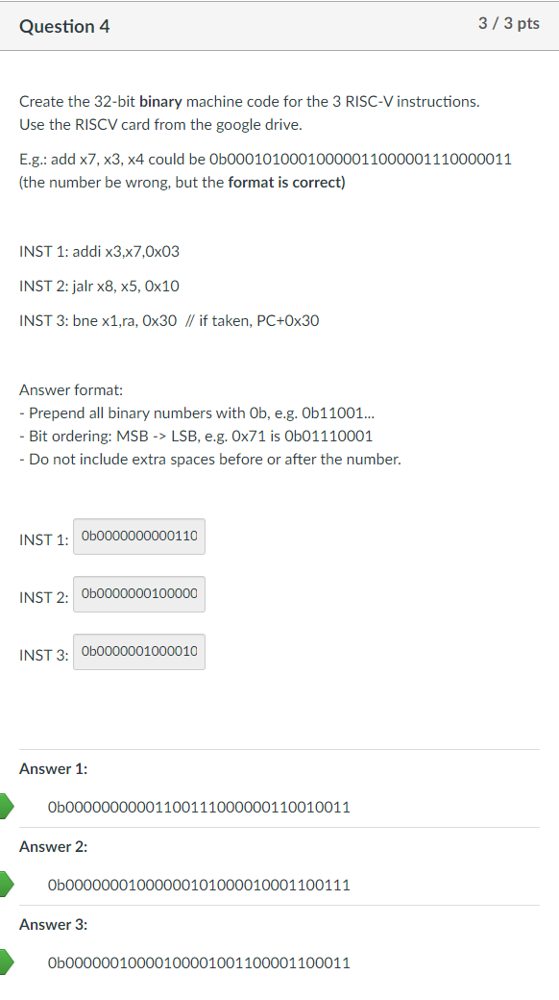 Question 4
3 / 3 pts
Create the 32-bit binary machine code for the 3 RISC-V instructions.
Use the RISCV card from the google drive.
E.g.: add x7, x3, x4 could be 0b00010100010000011000001110000011
(the number be wrong, but the format is correct)
INST 1: addi x3,x7,0x03
INST 2: jalr x8, x5, 0x10
INST 3: bne x1,ra, 0x30 // if taken, PC+0x30
Answer format:
- Prepend all binary numbers with 0b, e.g. 0b11001...
- Bit ordering: MSB -> LSB, e.g. 0x71 is 0b01110001
- Do not include extra spaces before or after the number.
INST 1: 0b0000000000110
INST 2: 0b0000000100000
INST 3: 0b0000001000010
Answer 1:
0b00000000001100111000000110010011
Answer 2:
0b00000001000000101000010001100111
Answer 3:
0b00000010000100001001100001100011